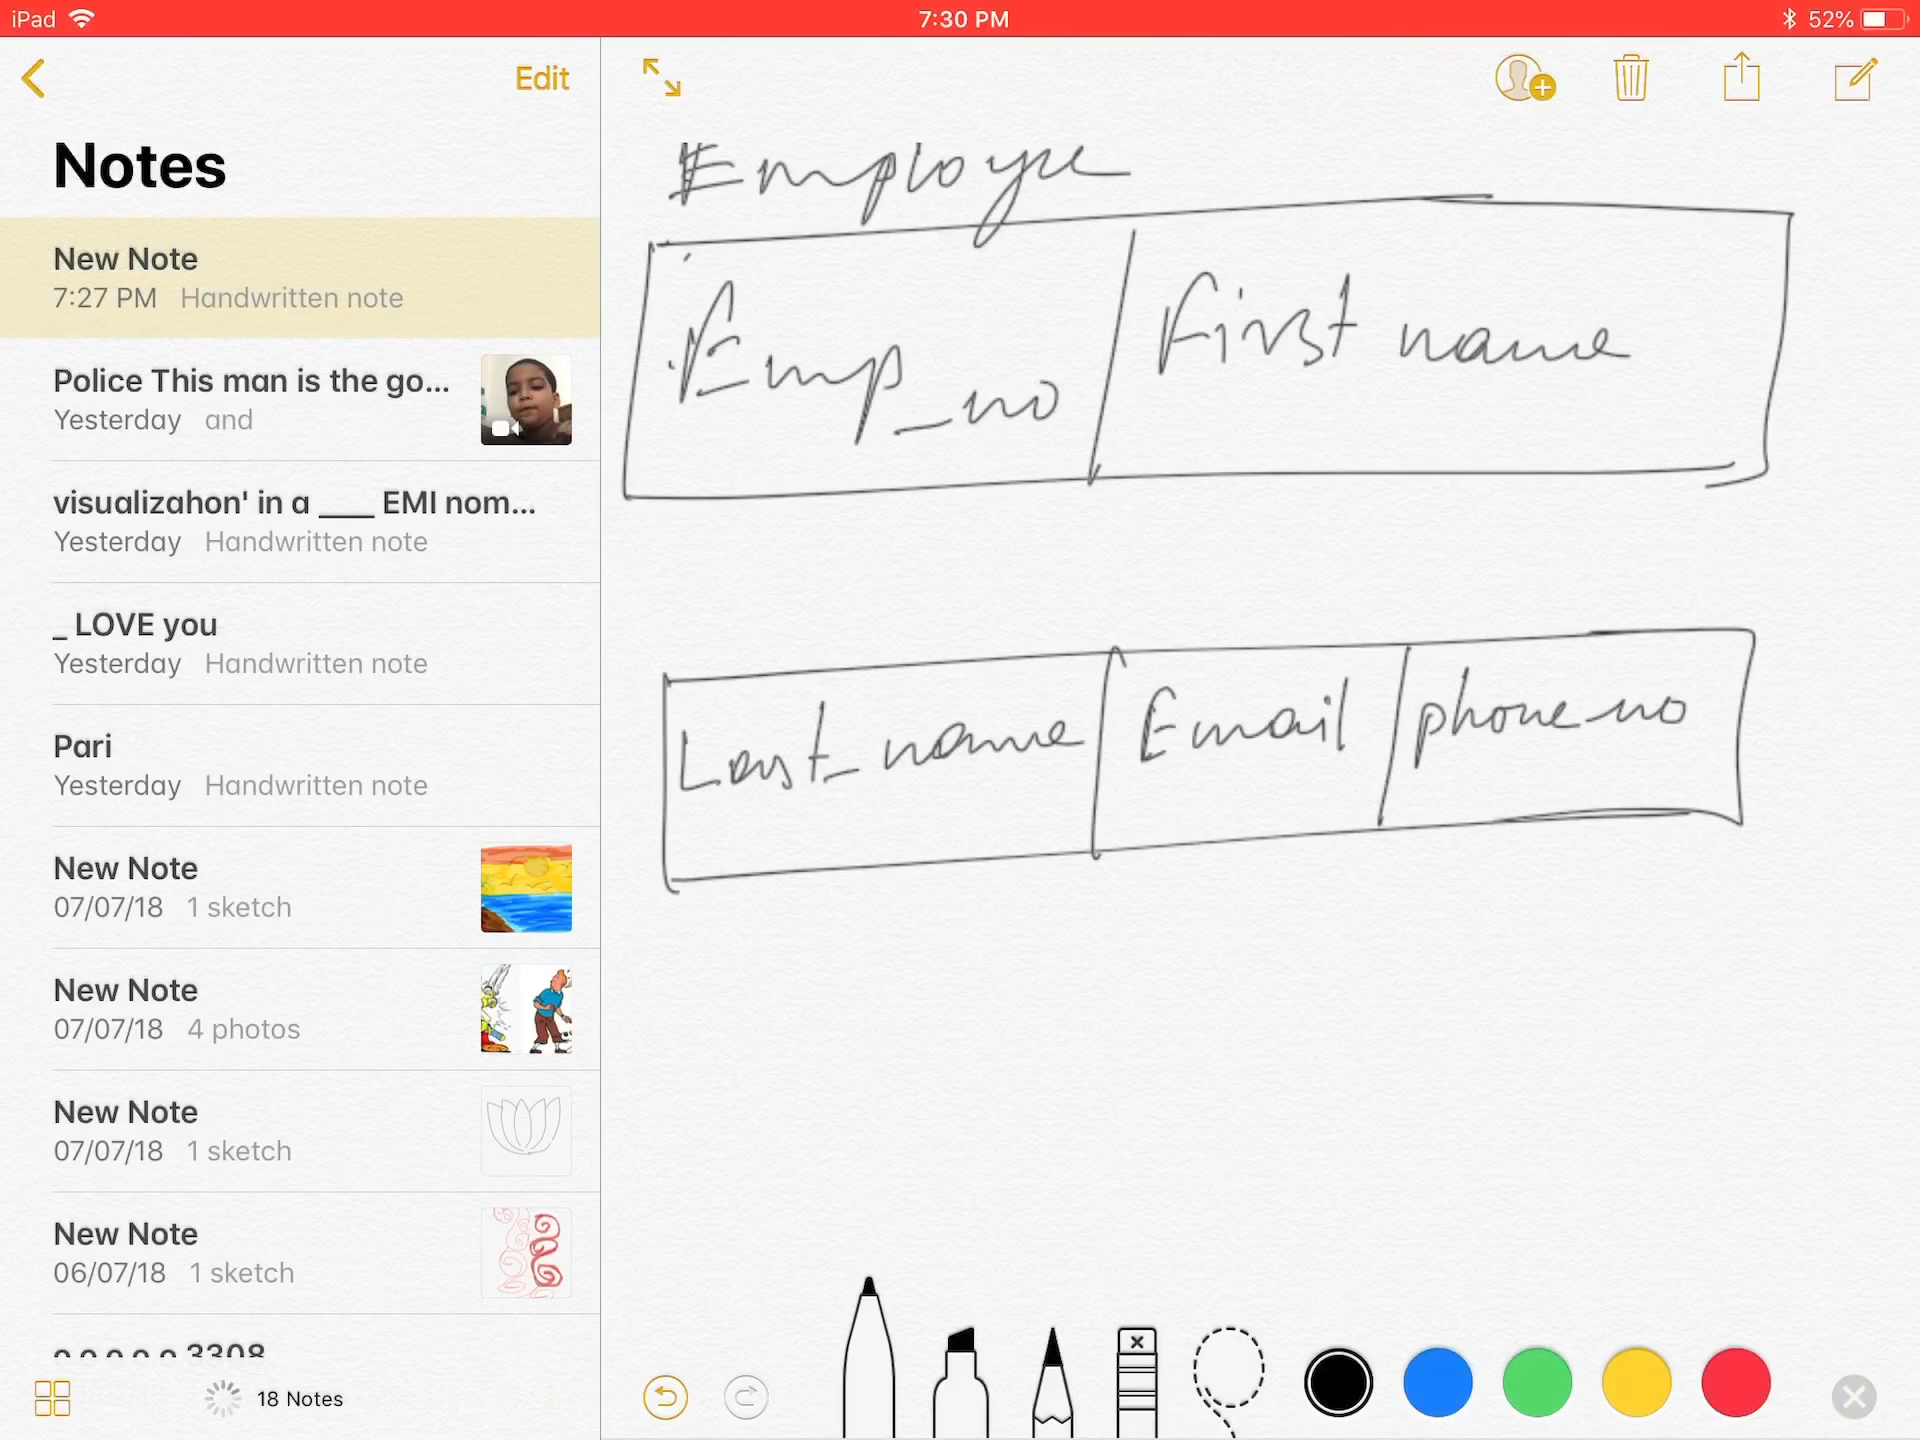 iPad
7:30 PM
52%
Edit
Notes
New Note
7:27 PM Handwritten note
Police This man is the go...
Yesterday and
visualizahon' in a ____ EMI nom...
Yesterday Handwritten note
_ LOVE you
Yesterday Handwritten note
Pari
Yesterday Handwritten note
New Note
07/07/18 1 sketch
New Note
07/07/18 4 photos
New Note
07/07/18 1 sketch
New Note
06/07/18 1 sketch
3308
18 Notes
Employee
Emp_no First name
Last_name Email phone_no